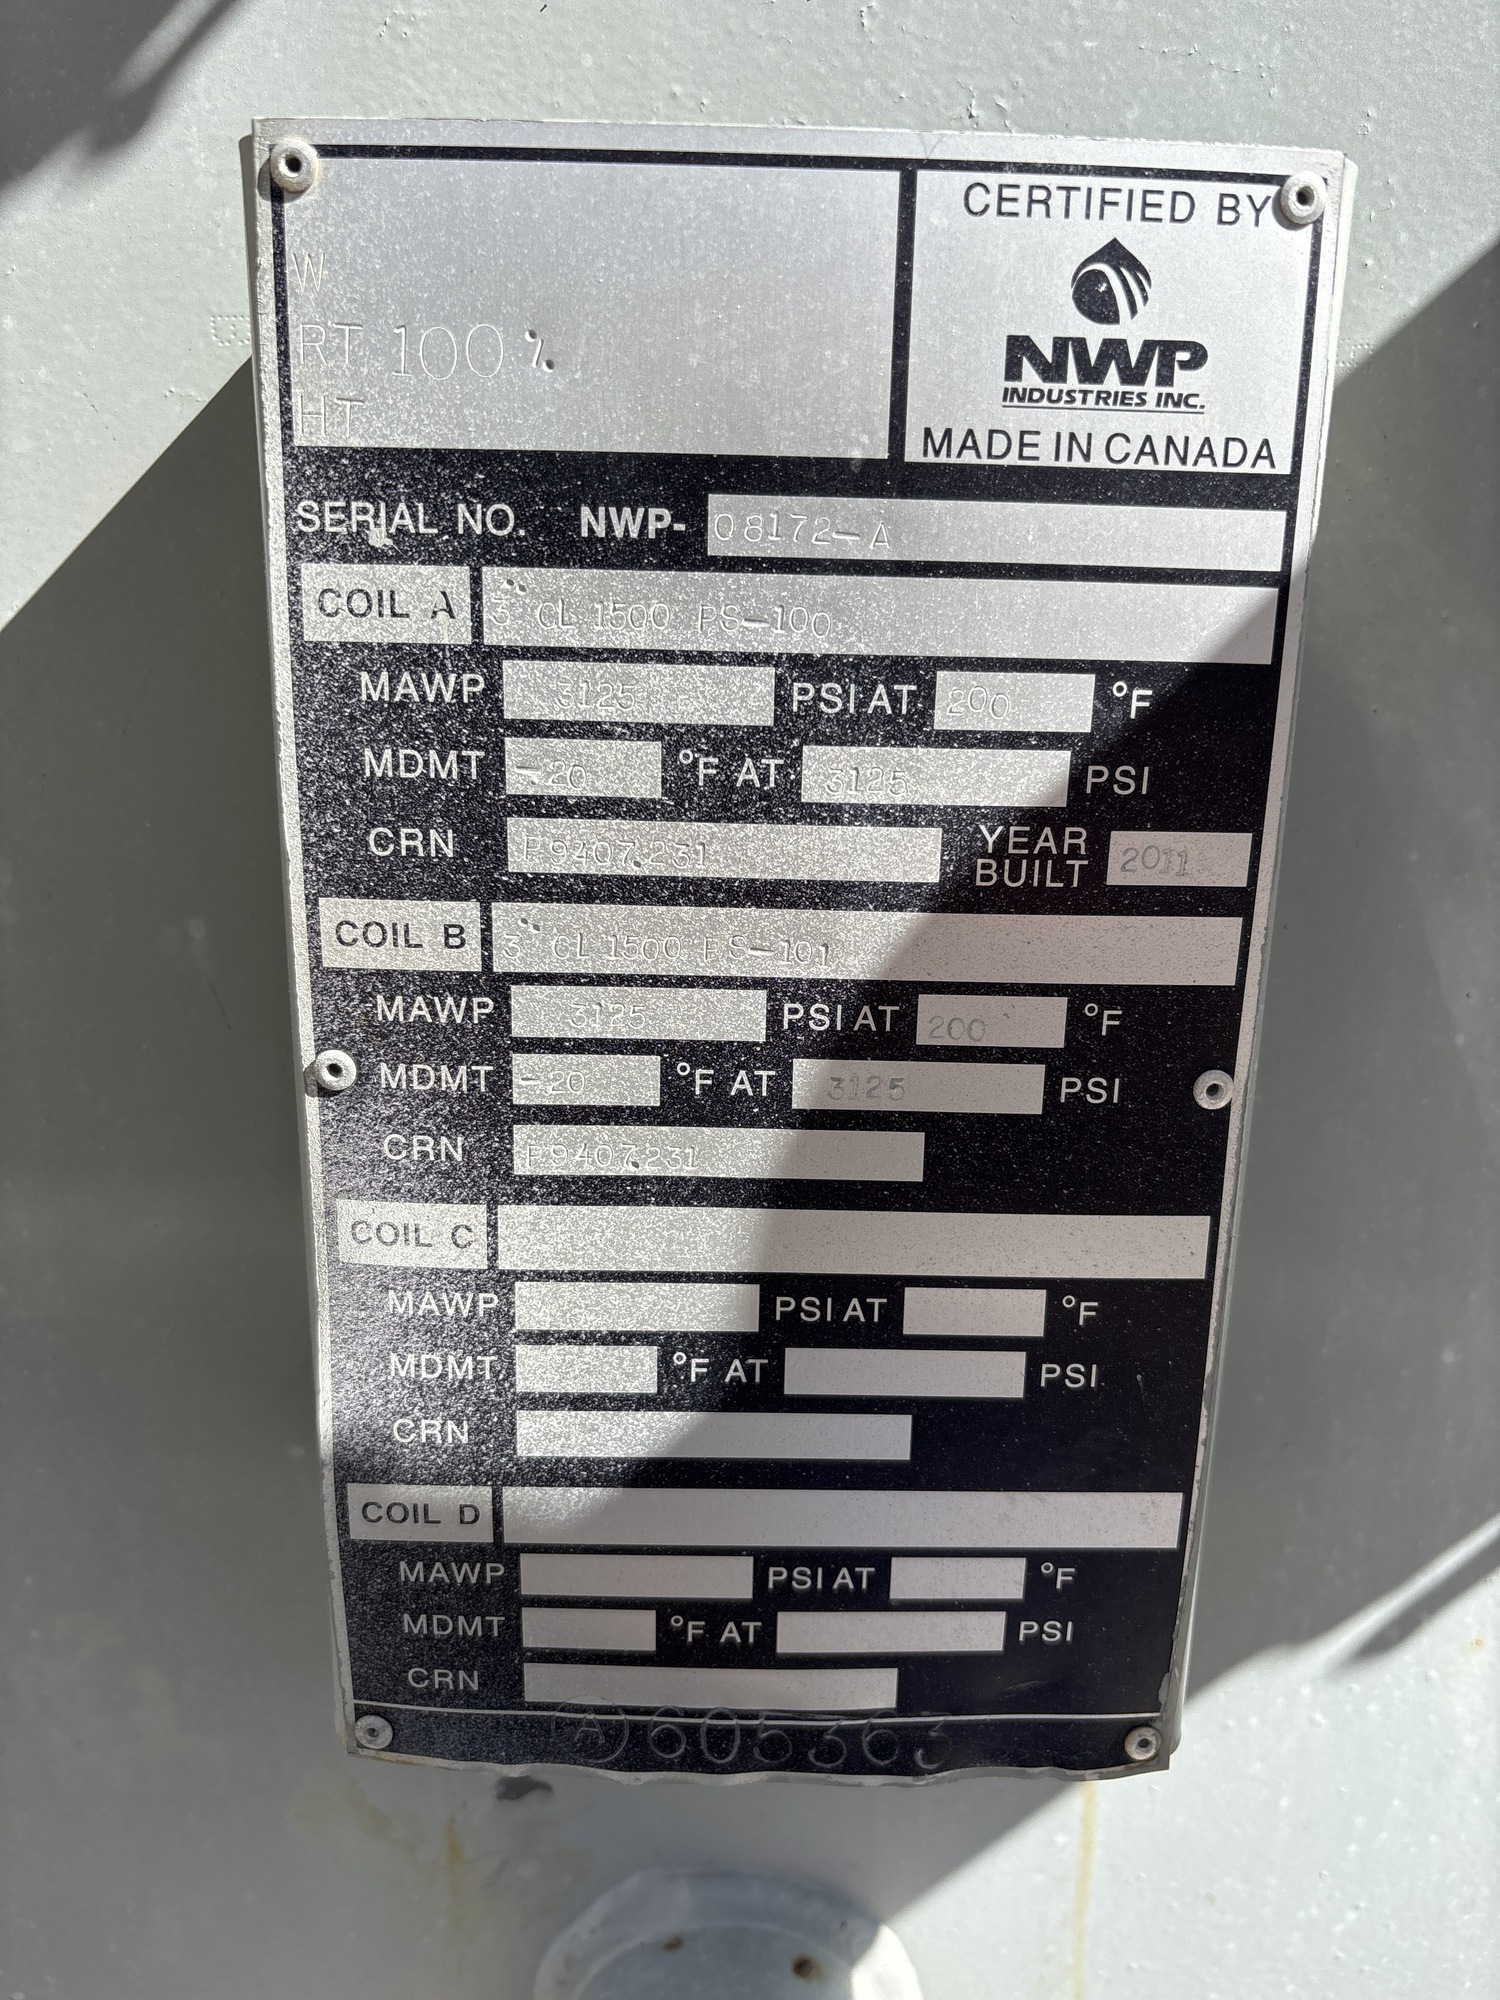 CERTIFIED BY
NWP
INDUSTRIES INC.
MADE IN CANADA
W
RT 100 %
HT
SERIAL NO. NWP- 08172-A
COIL A 3" CL 1500 PS-100
MAWP 3125 PSI AT 200 °F
MDMT -20 °F AT 3125 PSI
CRN P9407.231 YEAR BUILT 2011
COIL B 3" CL 1500 PS-101
MAWP 3125 PSI AT 200 °F
MDMT -20 °F AT 3125 PSI
CRN P9407.231
COIL C
MAWP PSI AT °F
MDMT °F AT PSI
CRN
COIL D
MAWP PSI AT °F
MDMT °F AT PSI
CRN
A 605363